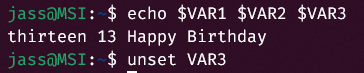 jass@MSI:~$ echo $VAR1 $VAR2 $VAR3
thirteen 13 Happy Birthday
jass@MSI:~$ unset VAR3